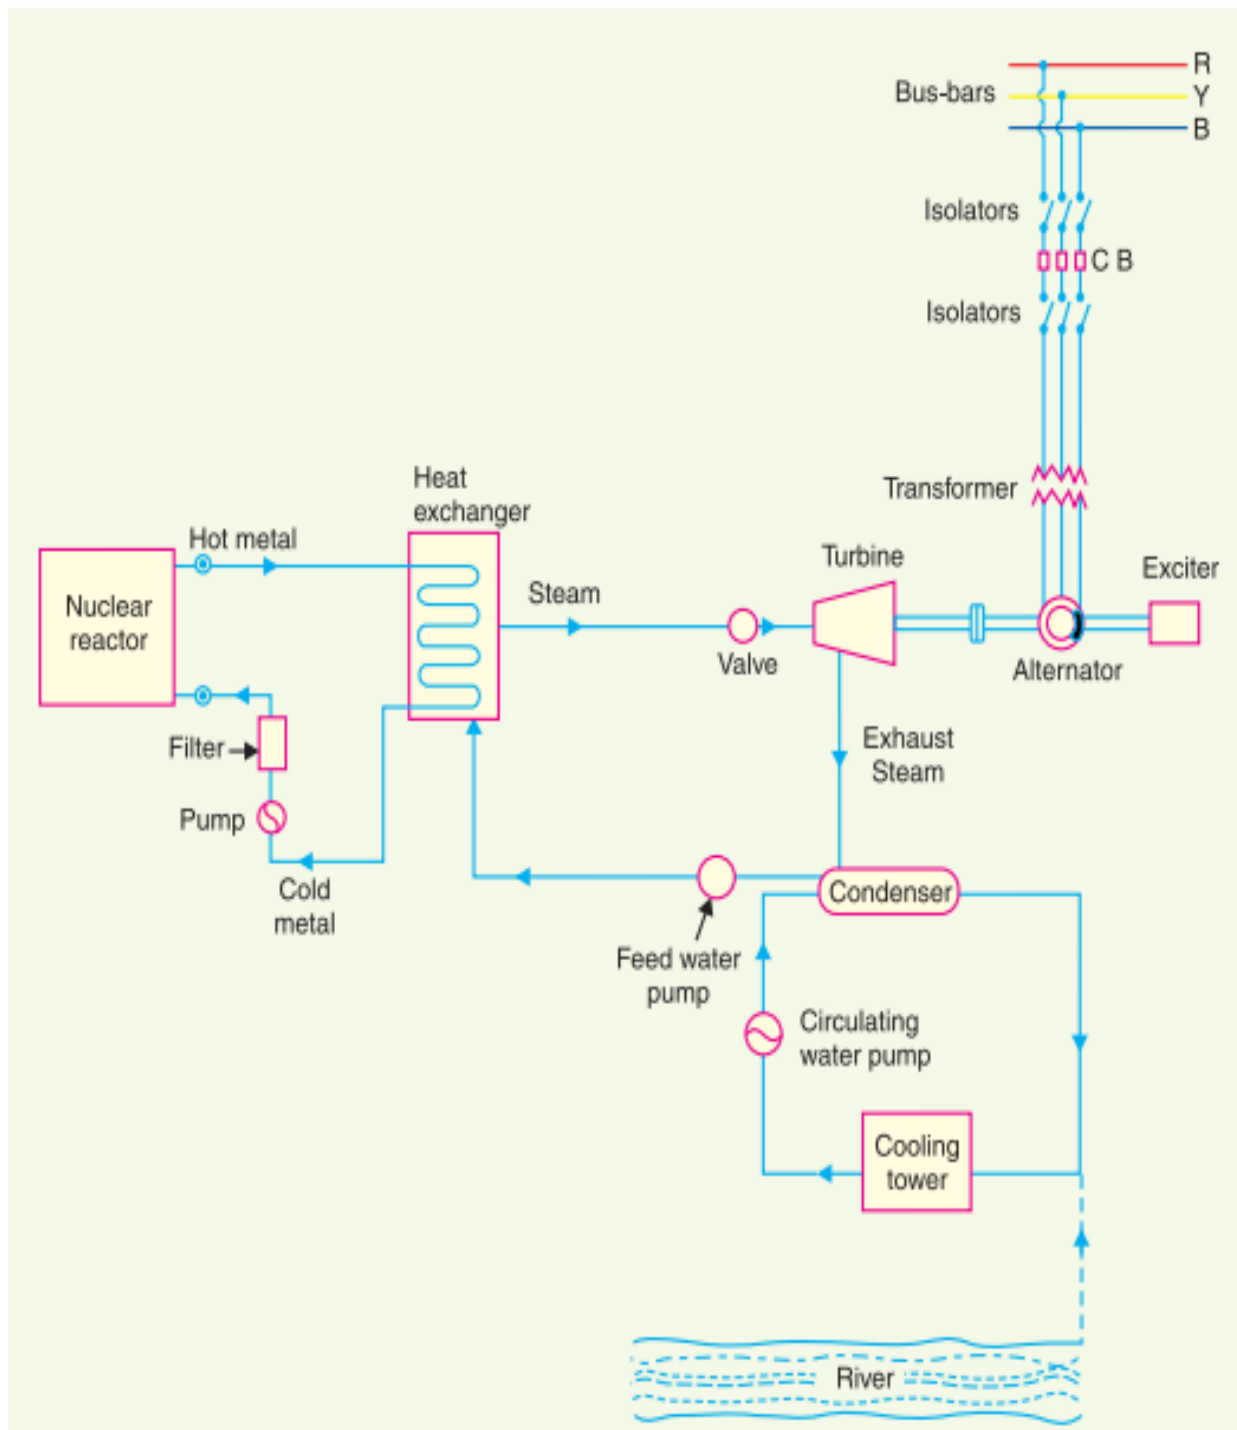 R
Bus-bars
Y
B
Isolators
C B
Isolators
Heat
exchanger
Transformer
Hot metal
Turbine
Exciter
Nuclear
reactor
Steam
Valve
Alternator
Filter
Exhaust
Steam
Pump
Cold
metal
Condenser
Feed water
pump
Circulating
water pump
Cooling
tower
River